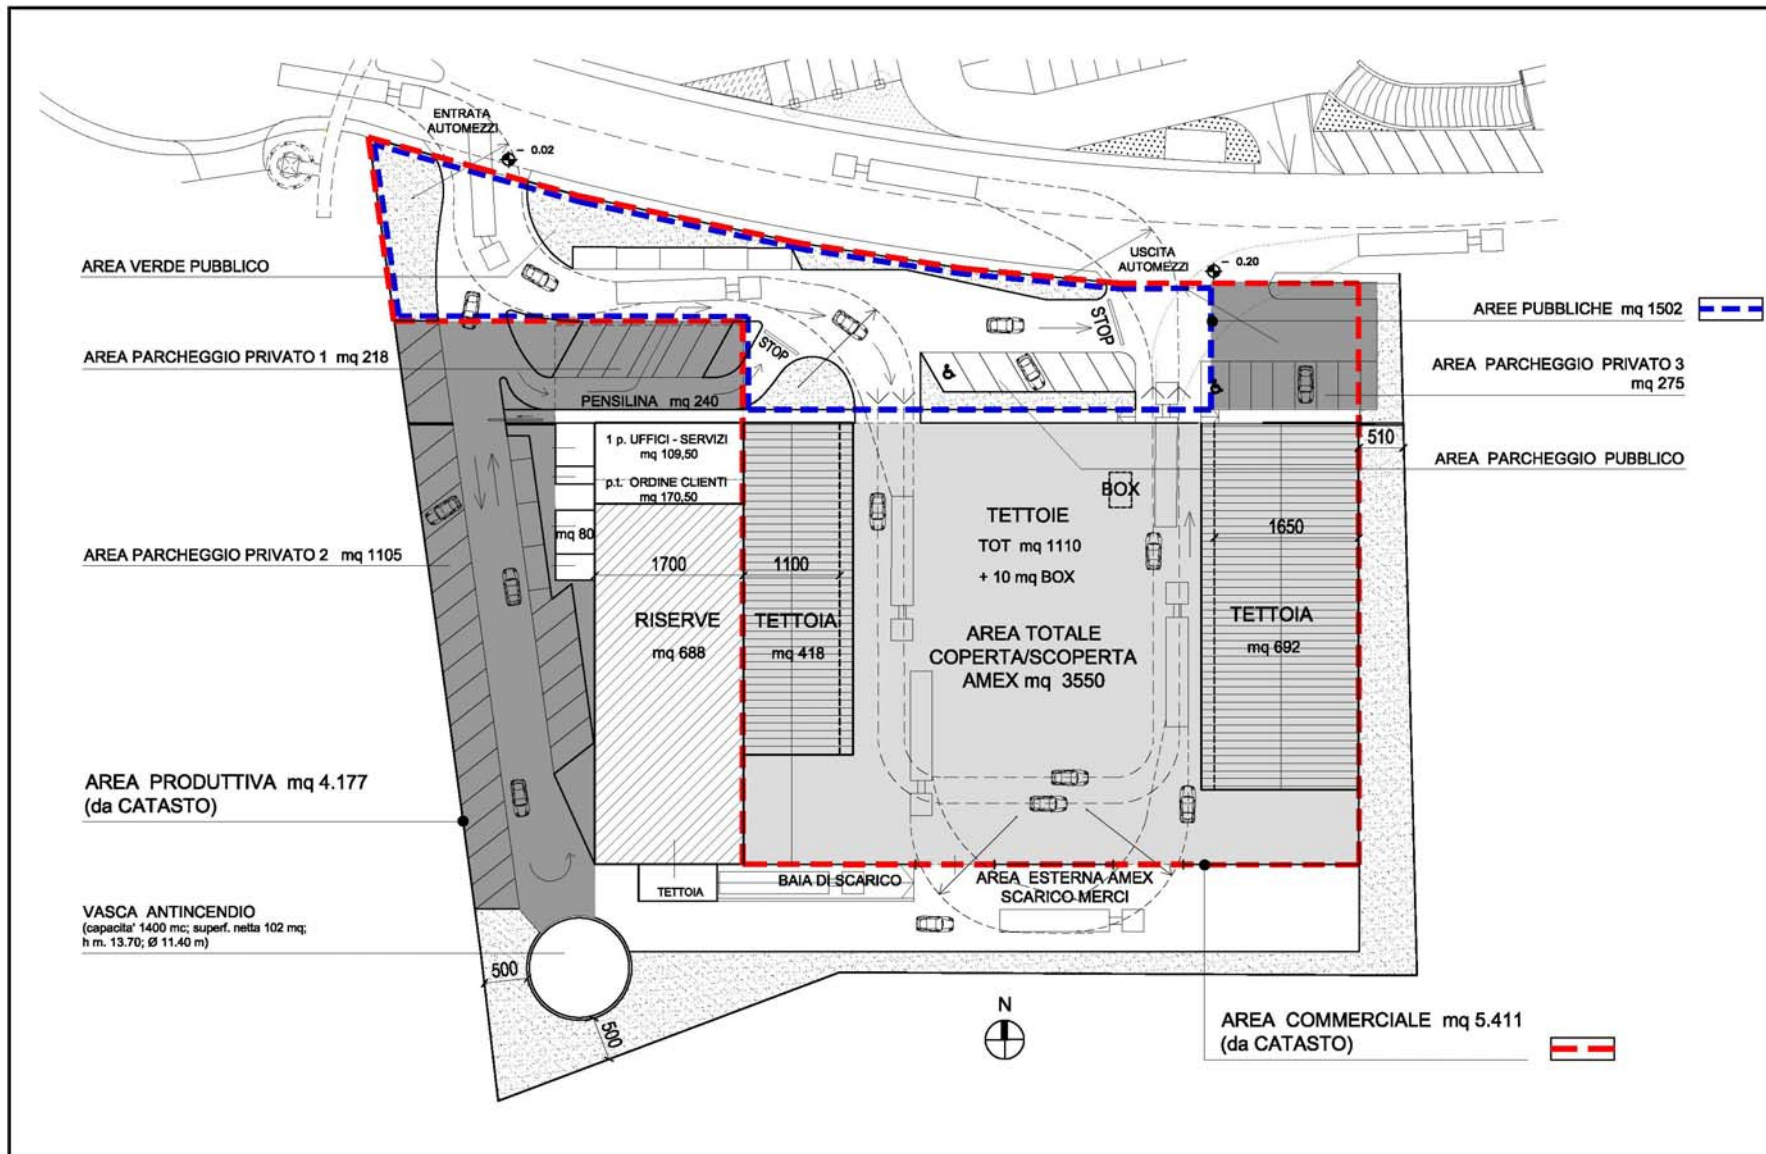 ENTRATA
AUTOMEZZI
- 0.02
USCITA
AUTOMEZZI
- 0.20
AREA VERDE PUBBLICO
AREE PUBBLICHE mq 1502
STOP
STOP
AREA PARCHEGGIO PRIVATO 1 mq 218
AREA PARCHEGGIO PRIVATO 3
mq 275
PENSILINA mq 240
1 p. UFFICI - SERVIZI
mq 109,50
p.t. ORDINE CLIENTI
mq 170,50
510
AREA PARCHEGGIO PUBBLICO
BOX
TETTOIE
TOT mq 1110
+ 10 mq BOX
mq 80
AREA PARCHEGGIO PRIVATO 2 mq 1105
1700
1100
1650
RISERVE
mq 688
TETTOIA
mq 418
AREA TOTALE
COPERTA/SCOPERTA
AMEX mq 3550
TETTOIA
mq 692
AREA PRODUTTIVA mq 4.177
(da CATASTO)
TETTOIA
BAIA DI SCARICO
AREA ESTERNA AMEX
SCARICO MERCI
VASCA ANTINCENDIO
(capacita' 1400 mc; superf. netta 102 mq;
h m. 13.70; Ø 11.40 m)
500
500
N
AREA COMMERCIALE mq 5.411
(da CATASTO)